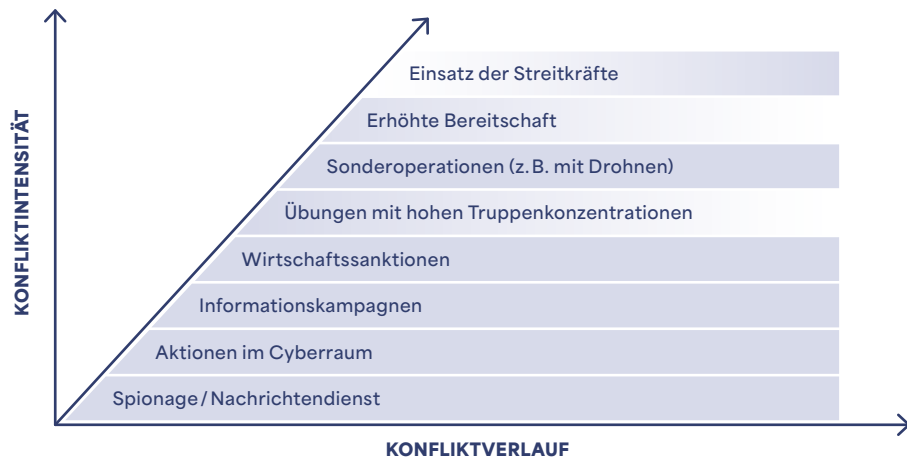 KONFLIKTINTENSITÄT
Einsatz der Streitkräfte
Erhöhte Bereitschaft
Sonderoperationen (z. B. mit Drohnen)
Übungen mit hohen Truppenkonzentrationen
Wirtschaftssanktionen
Informationskampagnen
Aktionen im Cyberraum
Spionage / Nachrichtendienst
KONFLIKTVERLAUF